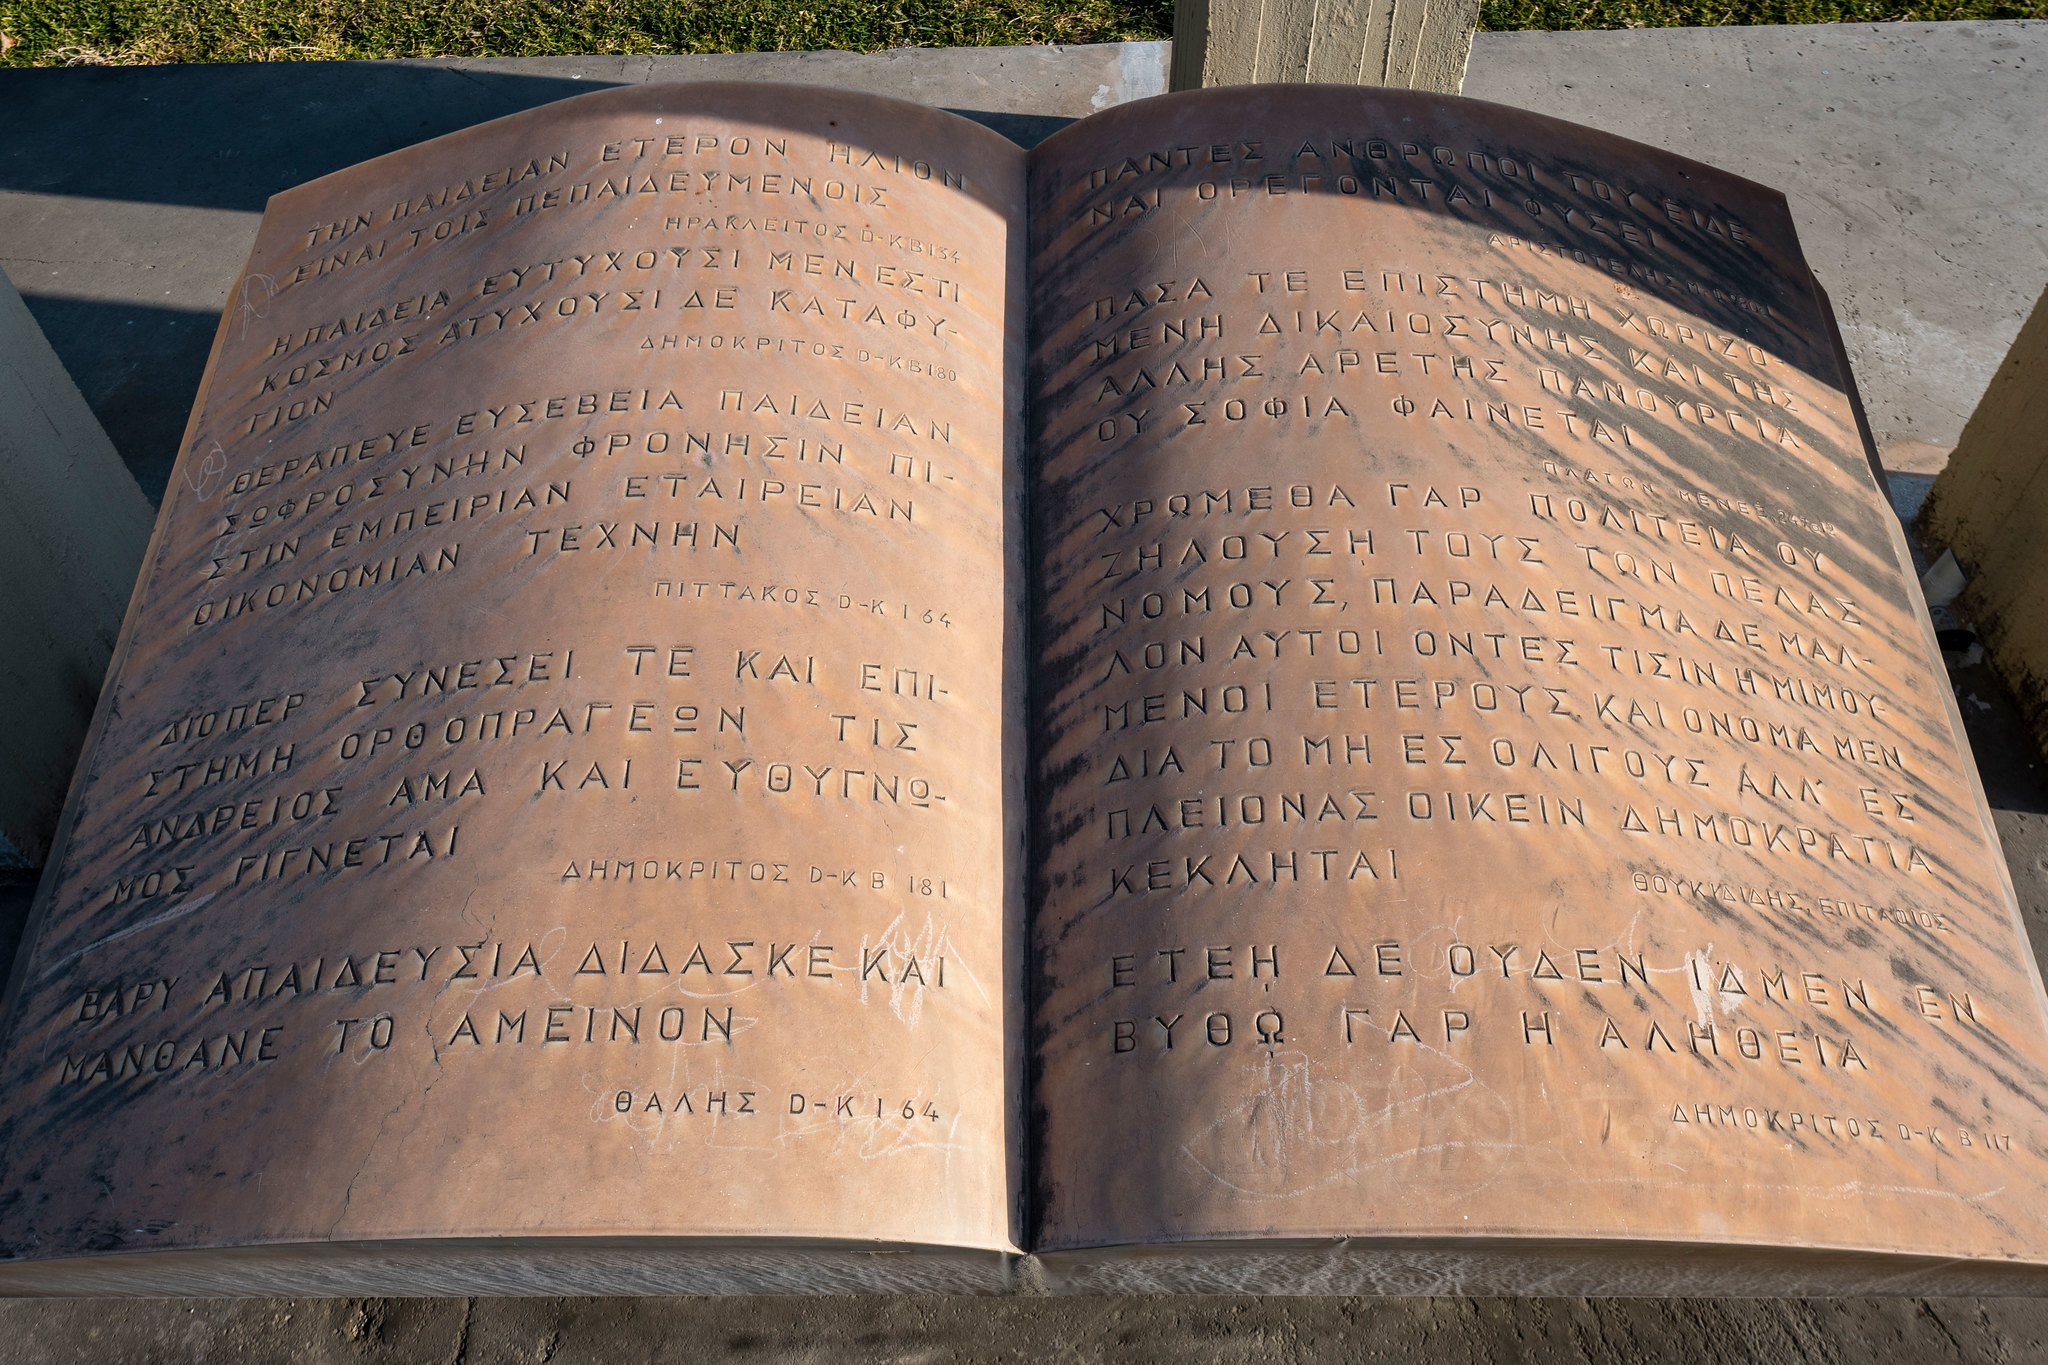 ΤΗΝ ΠΑΙΔΕΙΑΝ ΕΤΕΡΟΝ ΗΛΙΟΝ
ΕΙΝΑΙ ΤΟΙΣ ΠΕΠΑΙΔΕΥΜΕΝΟΙΣ
ΗΡΑΚΛΕΙΤΟΣ D-K B134
Η ΠΑΙΔΕΙΑ ΕΥΤΥΧΟΥΣΙ ΜΕΝ ΕΣΤΙ
ΚΟΣΜΟΣ ΑΤΥΧΟΥΣΙ ΔΕ ΚΑΤΑΦΥ-
ΓΙΟΝ
ΔΗΜΟΚΡΙΤΟΣ D-K B180
ΘΕΡΑΠΕΥΕ ΕΥΣΕΒΕΙΑ ΠΑΙΔΕΙΑΝ
ΣΩΦΡΟΣΥΝΗΝ ΦΡΟΝΗΣΙΝ ΠΙ-
ΣΤΙΝ ΕΜΠΕΙΡΙΑΝ ΕΤΑΙΡΕΙΑΝ
ΟΙΚΟΝΟΜΙΑΝ ΤΕΧΝΗΝ
ΠΙΤΤΑΚΟΣ D-K I 64
ΔΙΟΠΕΡ ΣΥΝΕΣΕΙ ΤΕ ΚΑΙ ΕΠΙ-
ΣΤΗΜΗ ΟΡΘΟΠΡΑΓΕΩΝ ΤΙΣ
ΑΝΔΡΕΙΟΣ ΑΜΑ ΚΑΙ ΕΥΘΥΓΝΩ-
ΜΟΣ ΓΙΓΝΕΤΑΙ
ΔΗΜΟΚΡΙΤΟΣ D-K B 181
ΒΑΡΥ ΑΠΑΙΔΕΥΣΙΑ ΔΙΔΑΣΚΕ ΚΑΙ
ΜΑΝΘΑΝΕ ΤΟ ΑΜΕΙΝΟΝ
ΘΑΛΗΣ D-K I 64
ΠΑΝΤΕΣ ΑΝΘΡΩΠΟΙ ΤΟΥ ΕΙΔΕ
ΝΑΙ ΟΡΕΓΟΝΤΑΙ ΦΥΣΕΙ
ΑΡΙΣΤΟΤΕΛΗΣ
ΠΑΣΑ ΤΕ ΕΠΙΣΤΗΜΗ ΧΩΡΙΖΟ-
ΜΕΝΗ ΔΙΚΑΙΟΣΥΝΗΣ ΚΑΙ ΤΗΣ
ΑΛΛΗΣ ΑΡΕΤΗΣ ΠΑΝΟΥΡΓΙΑ
ΟΥ ΣΟΦΙΑ ΦΑΙΝΕΤΑΙ
ΠΛΑΤΩΝ ΜΕΝΕΞ.
ΧΡΩΜΕΘΑ ΓΑΡ ΠΟΛΙΤΕΙΑ ΟΥ
ΖΗΛΟΥΣῌ ΤΟΥΣ ΤΩΝ ΠΕΛΑΣ
ΝΟΜΟΥΣ, ΠΑΡΑΔΕΙΓΜΑ ΔΕ ΜΑΛ-
ΛΟΝ ΑΥΤΟΙ ΟΝΤΕΣ ΤΙΣΙΝ Η ΜΙΜΟΥ-
ΜΕΝΟΙ ΕΤΕΡΟΥΣ ΚΑΙ ΟΝΟΜΑ ΜΕΝ
ΔΙΑ ΤΟ ΜΗ ΕΣ ΟΛΙΓΟΥΣ ΑΛΛ' ΕΣ
ΠΛΕΙΟΝΑΣ ΟΙΚΕΙΝ ΔΗΜΟΚΡΑΤΙΑ
ΚΕΚΛΗΤΑΙ
ΘΟΥΚΙΔΙΔΗΣ, ΕΠΙΤΑΦΙΟΣ
ΕΤΕῌ ΔΕ ΟΥΔΕΝ ΙΔΜΕΝ ΕΝ
ΒΥΘῼ ΓΑΡ Η ΑΛΗΘΕΙΑ
ΔΗΜΟΚΡΙΤΟΣ D-K B 117